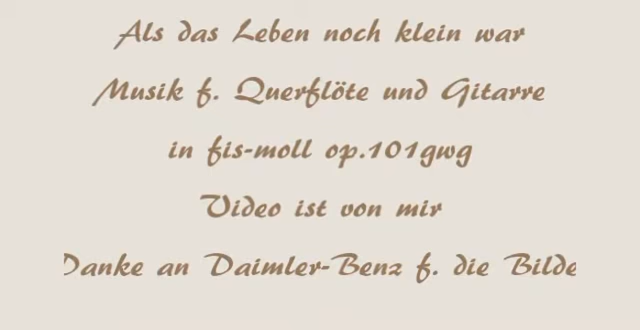 Als das Leben noch klein war
Musik f. Querflöte und Gitarre
in fis-moll op.101gwg
Video ist von mir
Danke an Daimler-Benz f. die Bilde